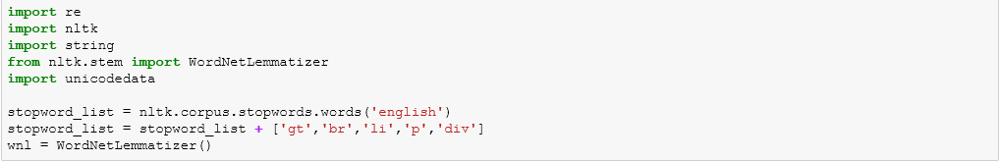 import re
import nltk
import string
from nltk.stem import WordNetLemmatizer
import unicodedata

stopword_list = nltk.corpus.stopwords.words('english')
stopword_list = stopword_list + ['gt','br','li','p','div']
wnl = WordNetLemmatizer()